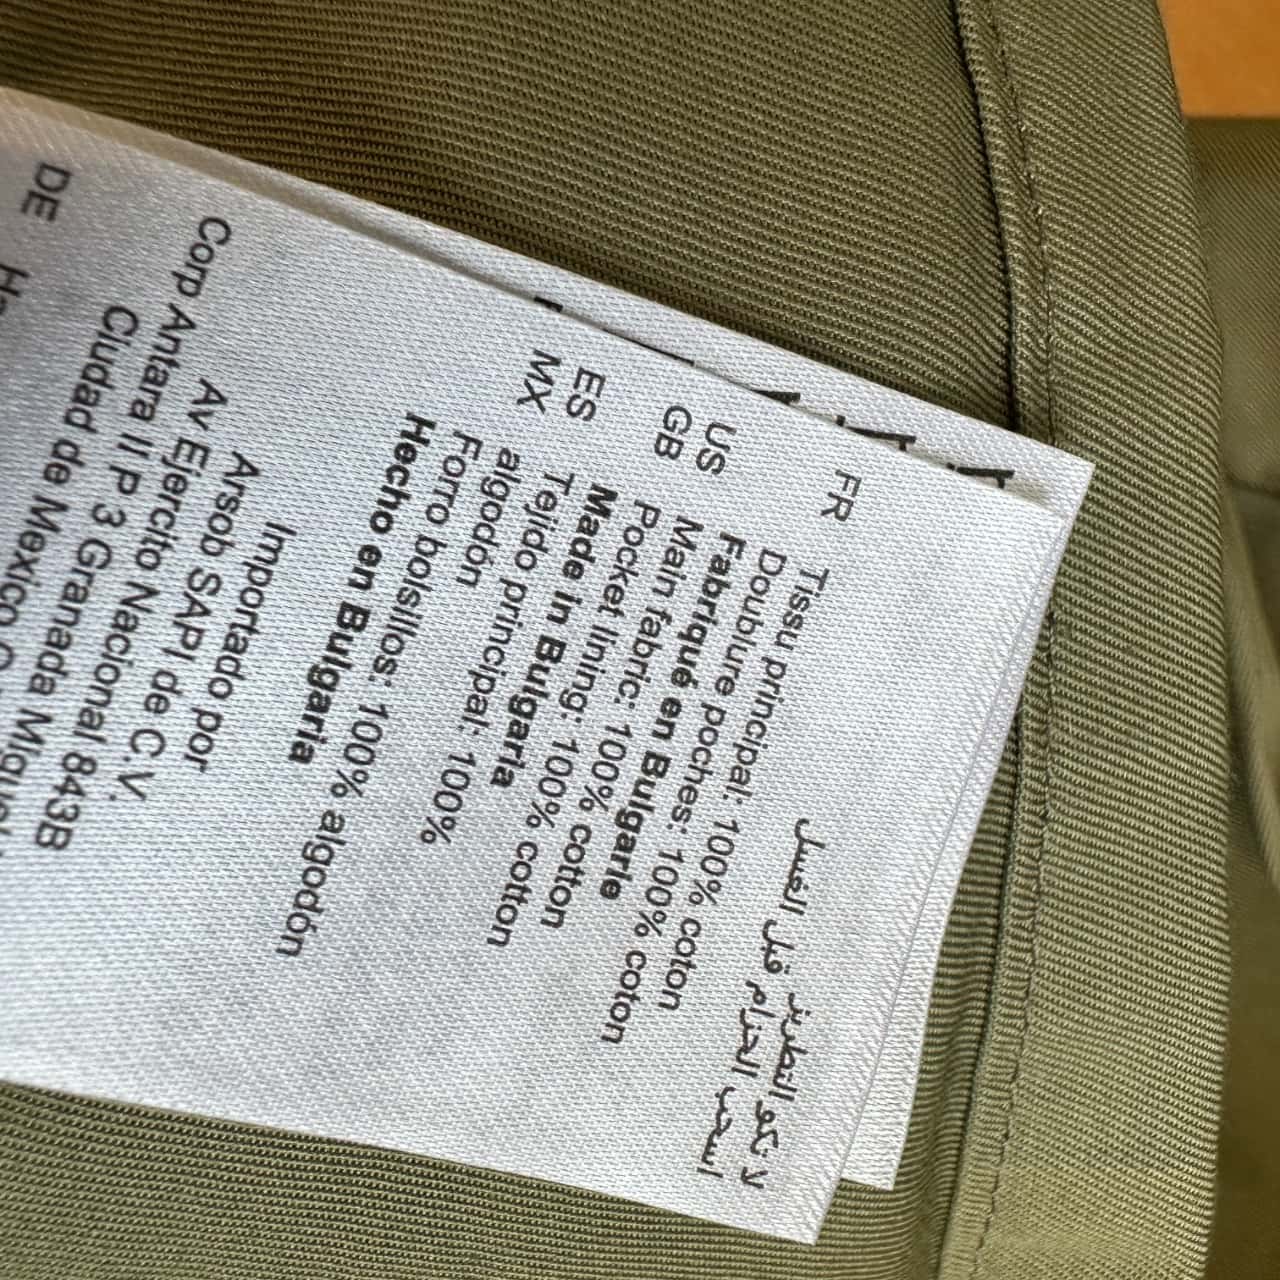 لا تكو التطريز
اسحب الحزام قبل الغسل
FR Tissu principal: 100% coton
Doublure poches: 100% coton
Fabriqué en Bulgarie
US Main fabric: 100% cotton
GB Pocket lining: 100% cotton
Made in Bulgaria
ES Tejido principal: 100%
MX algodón
Forro bolsillos: 100% algodón
Hecho en Bulgaria
Importado por
Arsob SAPI de C.V.
Av Ejercito Nacional 843B
Corp Antara II P 3 Granada
Ciudad de Mexico
DE